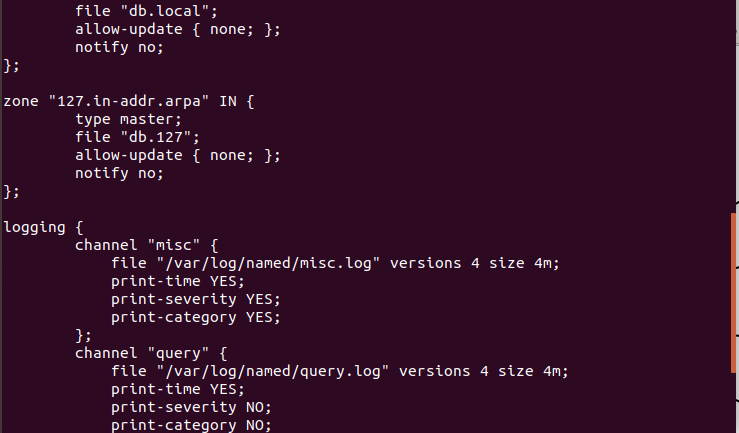 file "db.local";
allow-update { none; };
notify no;
};
zone "127.in-addr.arpa" IN {
type master;
file "db.127";
allow-update { none; };
notify no;
};
logging {
channel "misc" {
file "/var/log/named/misc.log" versions 4 size 4m;
print-time YES;
print-severity YES;
print-category YES;
};
channel "query" {
file "/var/log/named/query.log" versions 4 size 4m;
print-time YES;
print-severity NO;
print-category NO;